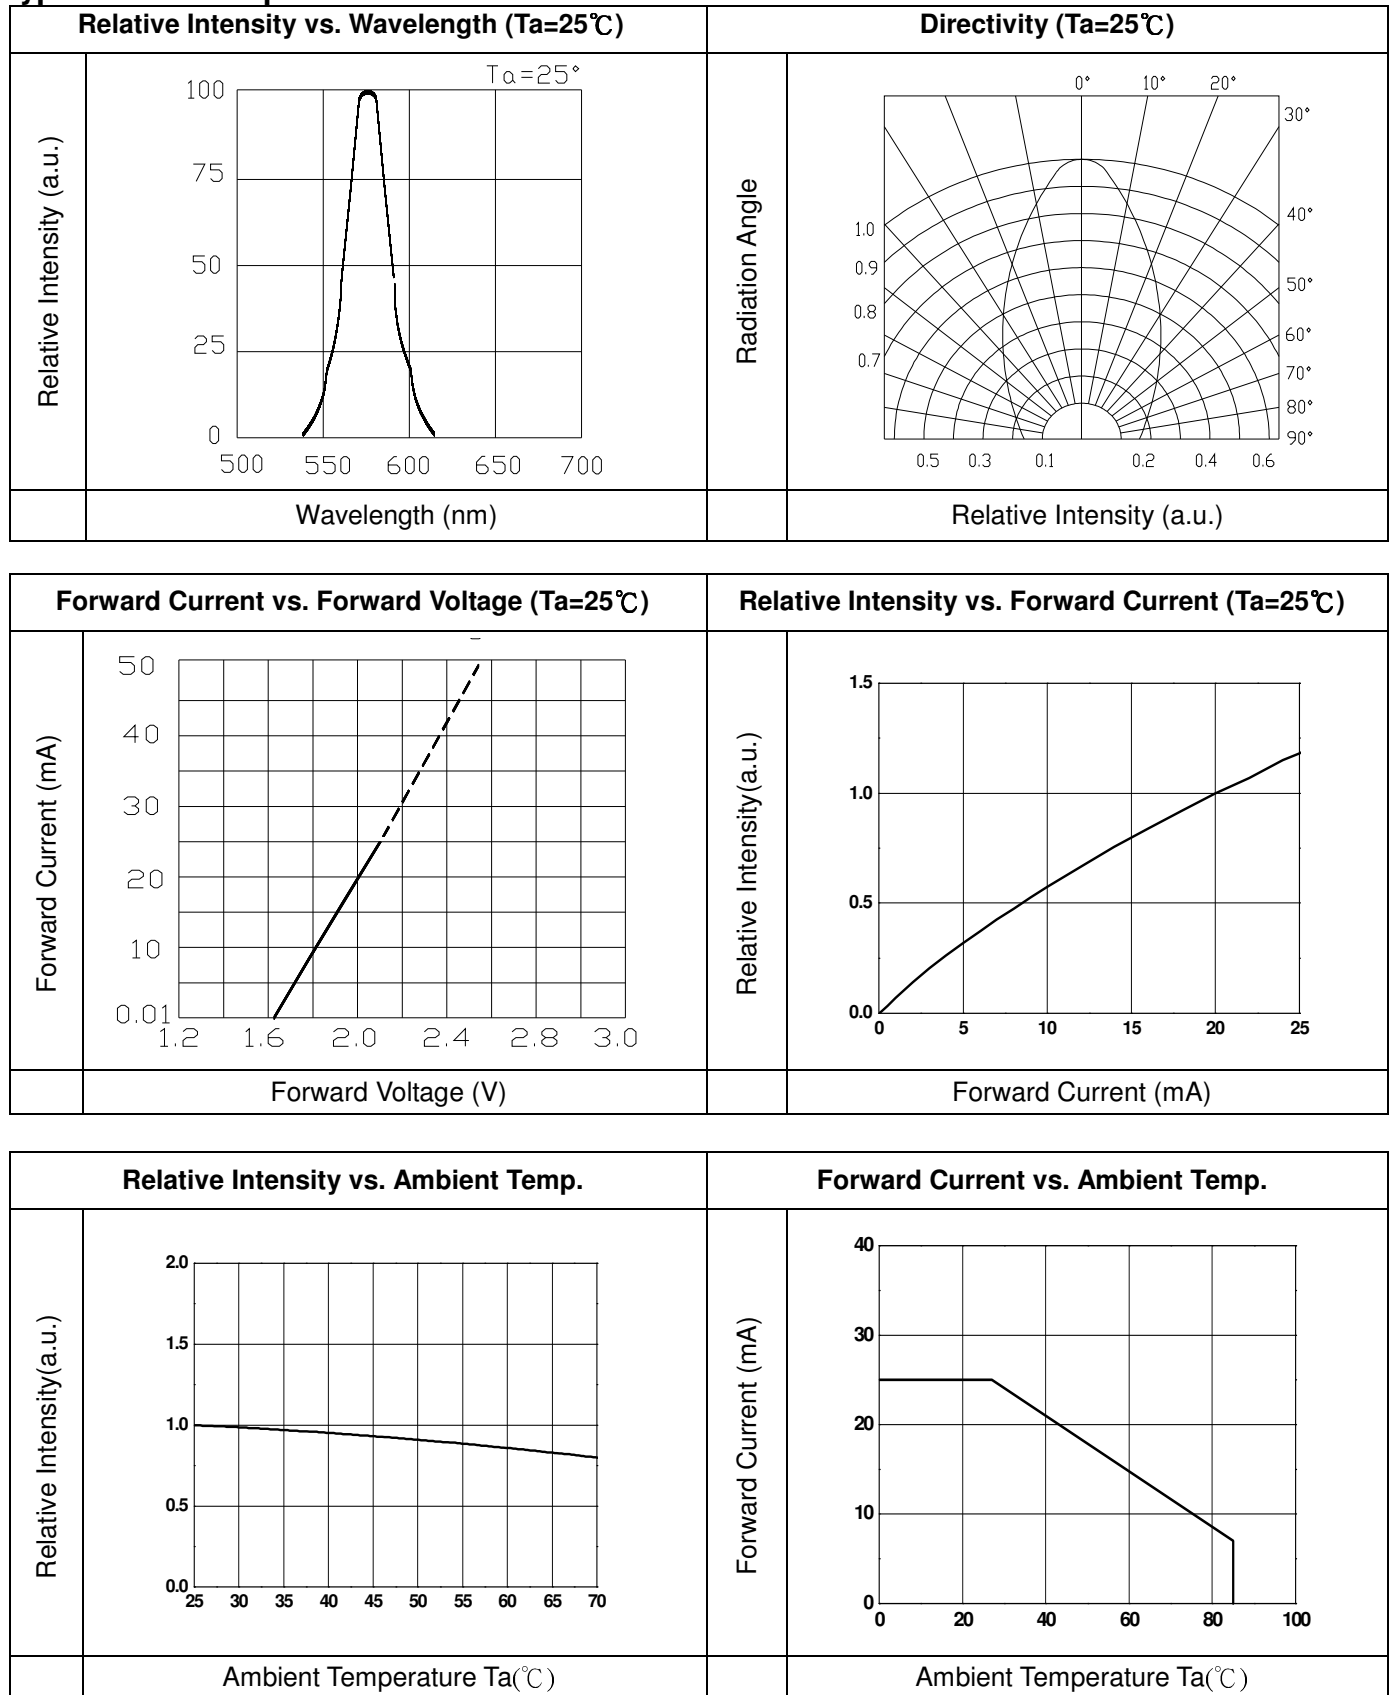 Relative Intensity vs. Wavelength (Ta=25℃)
Directivity (Ta=25℃)
Relative Intensity (a.u.)
Ta=25°
100
75
50
25
0
500 550 600 650 700
Wavelength (nm)
Radiation Angle
0° 10° 20°
30°
40°
50°
60°
70°
80°
90°
1.0
0.9
0.8
0.7
0.5 0.3 0.1 0.2 0.4 0.6
Relative Intensity (a.u.)
Forward Current vs. Forward Voltage (Ta=25℃)
Relative Intensity vs. Forward Current (Ta=25℃)
Forward Current (mA)
50
40
30
20
10
0.01
1.2 1.6 2.0 2.4 2.8 3.0
Forward Voltage (V)
Relative Intensity(a.u.)
1.5
1.0
0.5
0.0
0 5 10 15 20 25
Forward Current (mA)
Relative Intensity vs. Ambient Temp.
Forward Current vs. Ambient Temp.
Relative Intensity(a.u.)
2.0
1.5
1.0
0.5
0.0
25 30 35 40 45 50 55 60 65 70
Ambient Temperature Ta(℃)
Forward Current (mA)
40
30
20
10
0
0 20 40 60 80 100
Ambient Temperature Ta(℃)